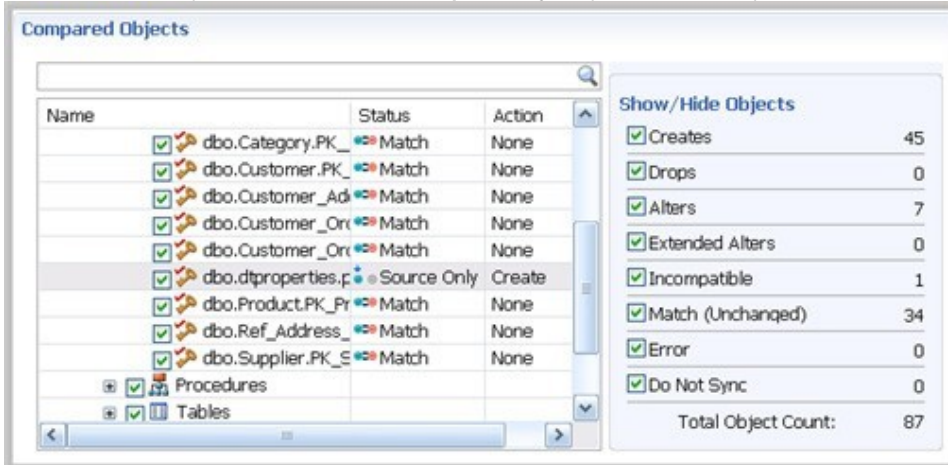 Compared Objects
Name Status Action
dbo.Category.PK_ Match None
dbo.Customer.PK_ Match None
dbo.Customer_Ad Match None
dbo.Customer_Or Match None
dbo.Customer_Or Match None
dbo.dtproperties.p Source Only Create
dbo.Product.PK_Pr Match None
dbo.Ref_Address_ Match None
dbo.Supplier.PK_S Match None
Procedures
Tables
Show/Hide Objects
Creates 45
Drops 0
Alters 7
Extended Alters 0
Incompatible 1
Match (Unchanged) 34
Error 0
Do Not Sync 0
Total Object Count: 87